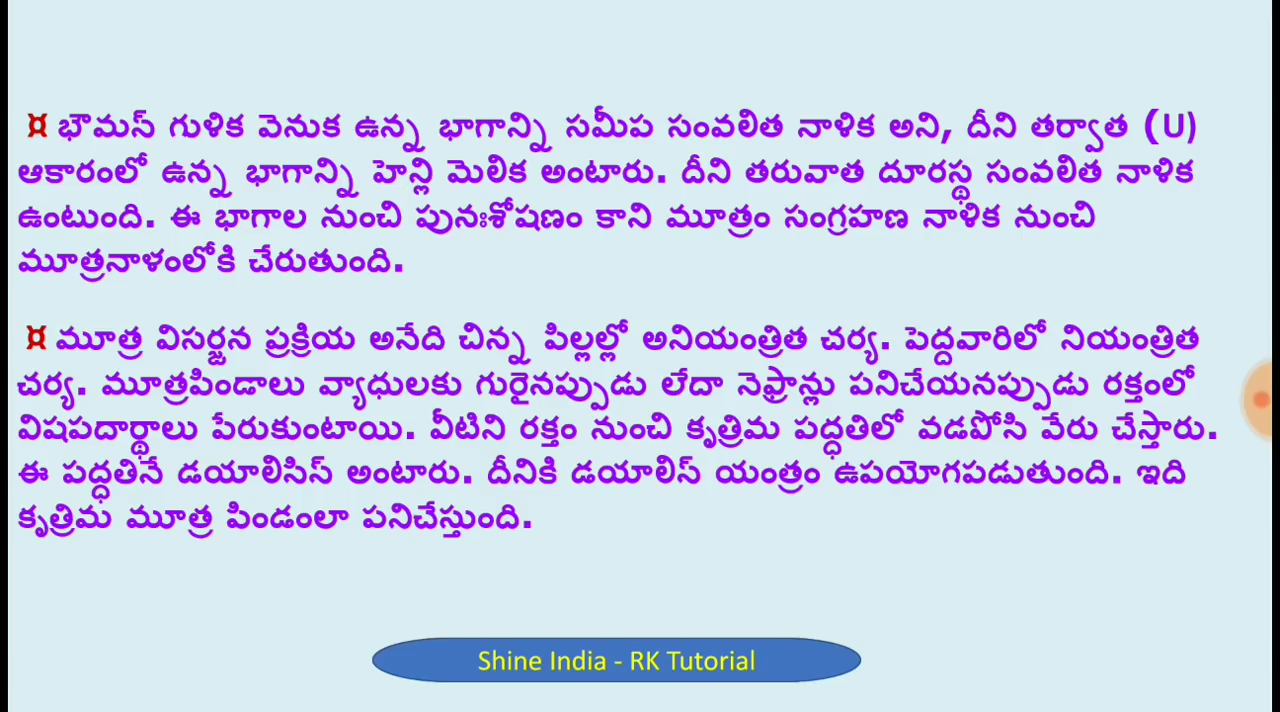 ¤ భౌమస్ గుళిక వెనుక ఉన్న భాగాన్ని సమీప సంవలిత నాళిక అని, దీని తర్వాత (U)
ఆకారంలో ఉన్న భాగాన్ని హెన్లి మెలిక అంటారు. దీని తరువాత దూరస్థ సంవలిత నాళిక
ఉంటుంది. ఈ భాగాల నుంచి పునఃశోషణం కాని మూత్రం సంగ్రహణ నాళిక నుంచి
మూత్రనాళంలోకి చేరుతుంది.
¤ మూత్ర విసర్జన ప్రక్రియ అనేది చిన్న పిల్లల్లో అనియంత్రిత చర్య. పెద్దవారిలో నియంత్రిత
చర్య. మూత్రపిండాలు వ్యాధులకు గురైనప్పుడు లేదా నెఫ్రాన్లు పనిచేయనప్పుడు రక్తంలో
విషపదార్థాలు పేరుకుంటాయి. వీటిని రక్తం నుంచి కృత్రిమ పద్ధతిలో వడపోసి వేరు చేస్తారు.
ఈ పద్ధతినే డయాలిసిస్ అంటారు. దీనికి డయాలిస్ యంత్రం ఉపయోగపడుతుంది. ఇది
కృత్రిమ మూత్ర పిండంలా పనిచేస్తుంది.
Shine India - RK Tutorial